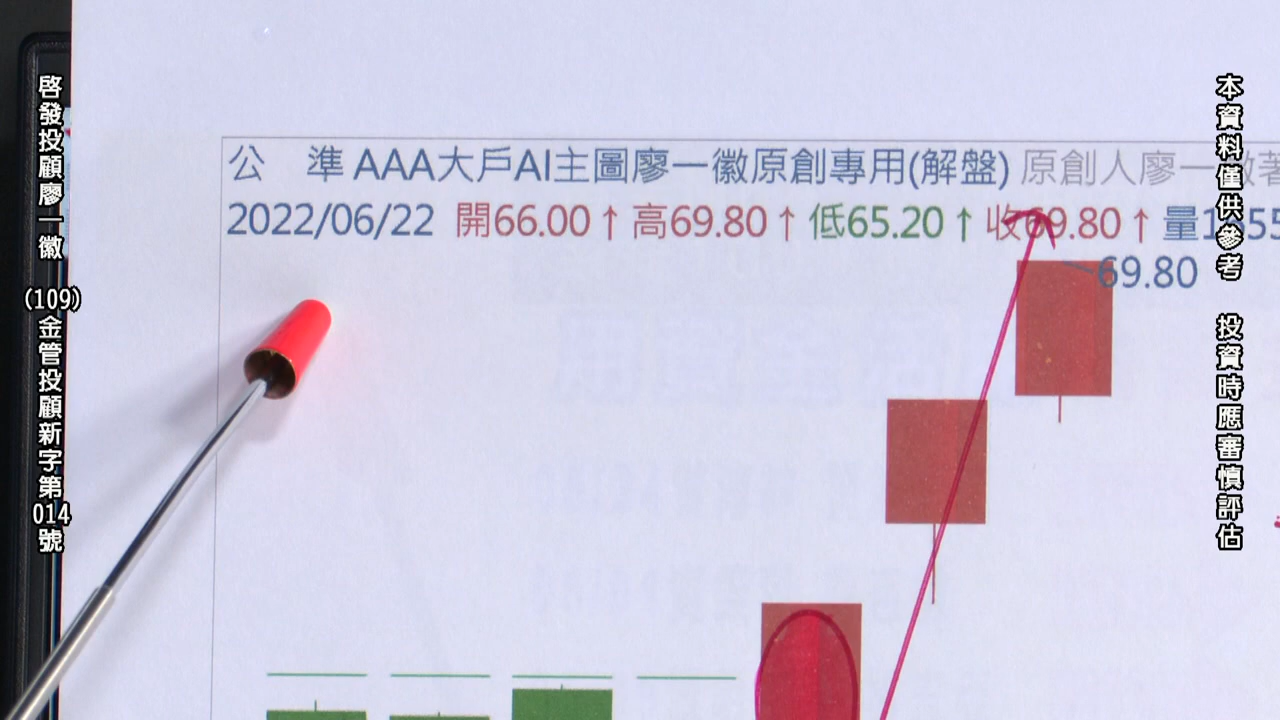 啓發投顧廖一徽
(109)金管投顧新字第014號
公 準 AAA大戶AI主圖廖一徽原創專用(解盤) 原創人廖一徽著
2022/06/22 開66.00↑ 高69.80↑ 低65.20↑ 收69.80↑ 量
69.80
本資料僅供參考 投資時應審慎評估